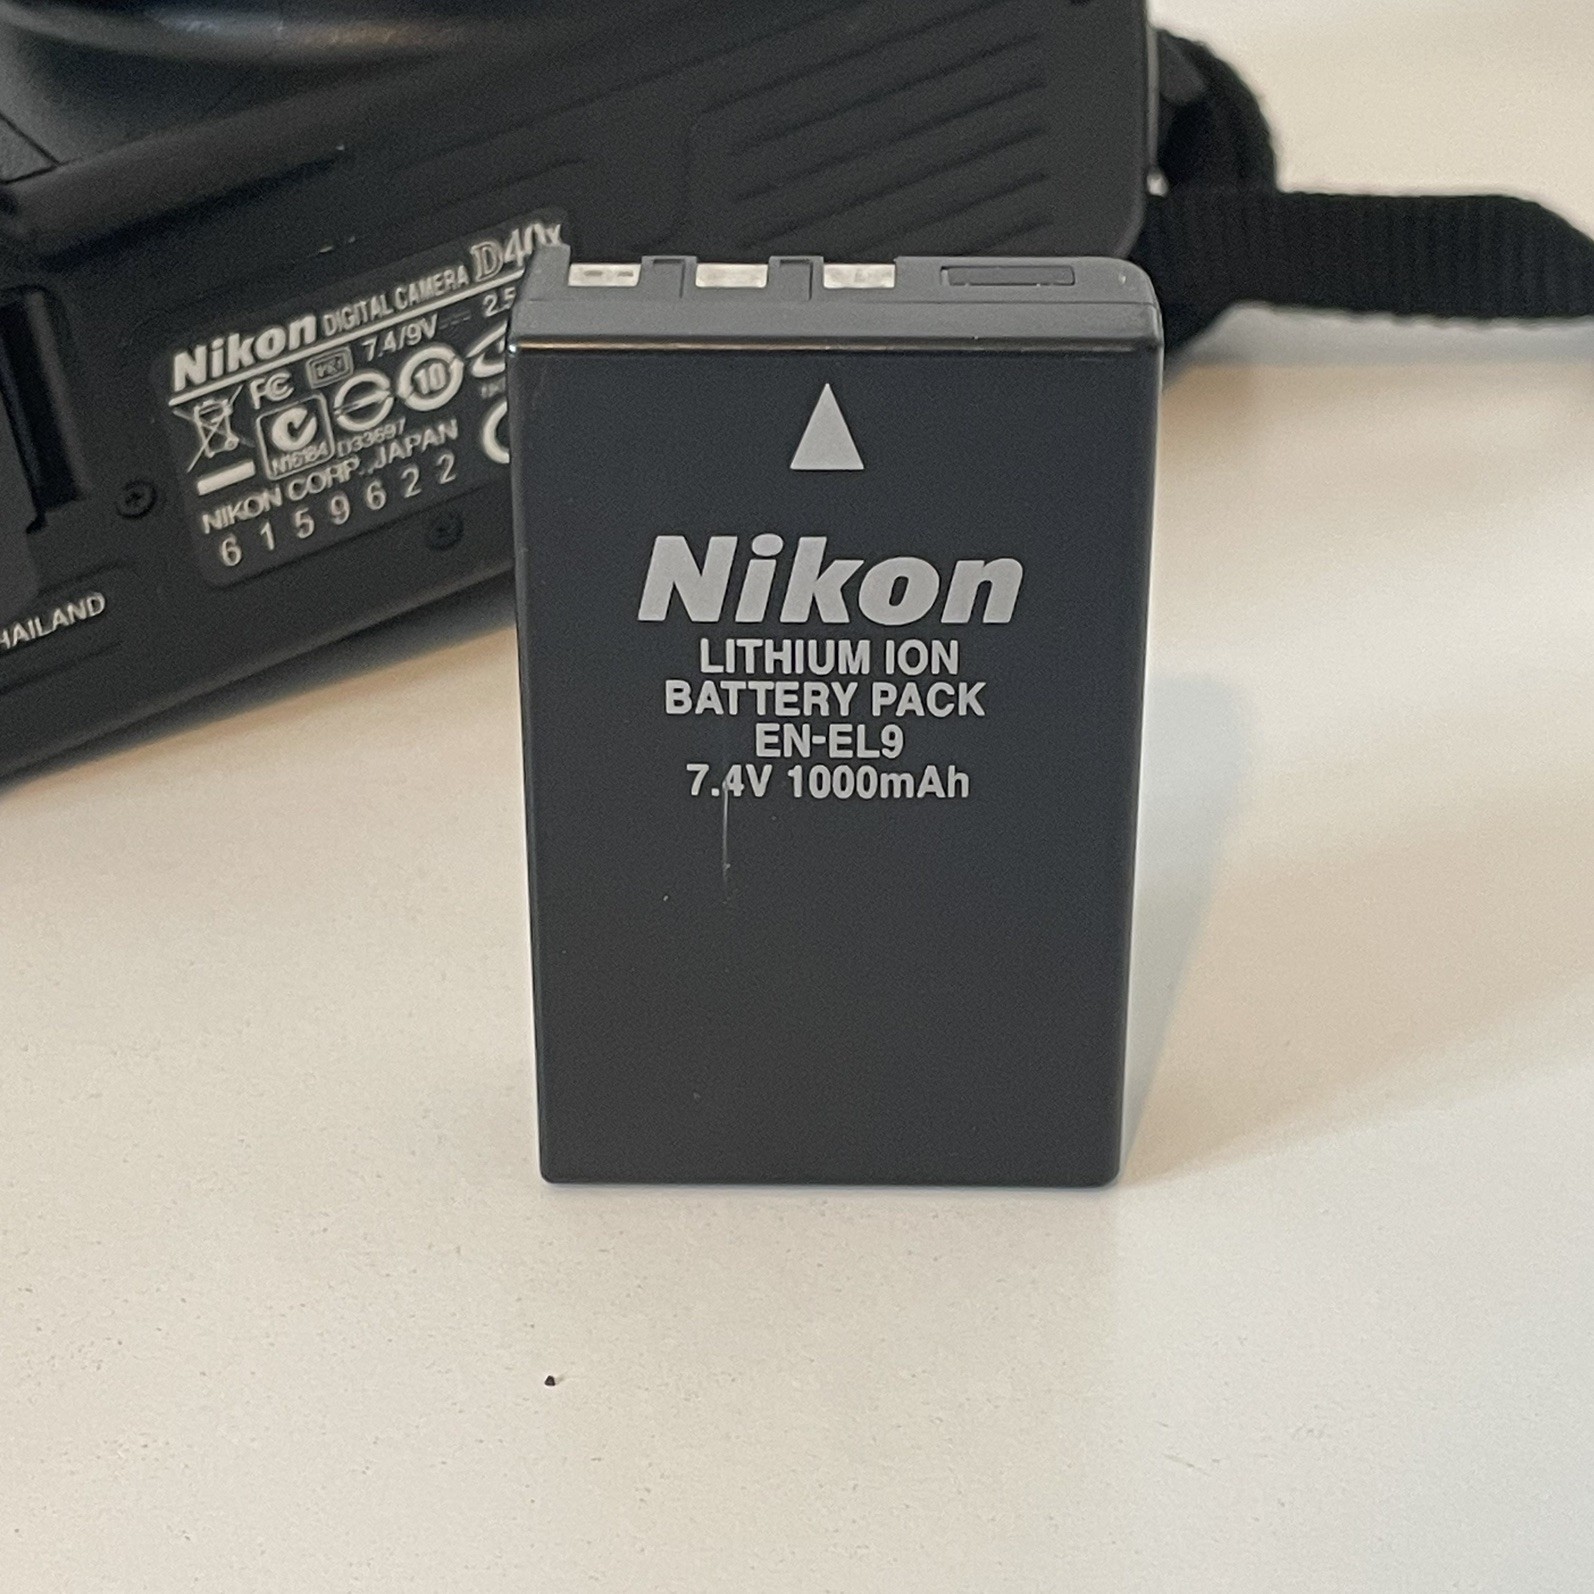 Nikon DIGITAL CAMERA D40x
7.4/9V 2.5
FC
10
N16184 D33697
NIKON CORP. JAPAN
6159622
HAILAND
Nikon
LITHIUM ION
BATTERY PACK
EN-EL9
7.4V 1000mAh